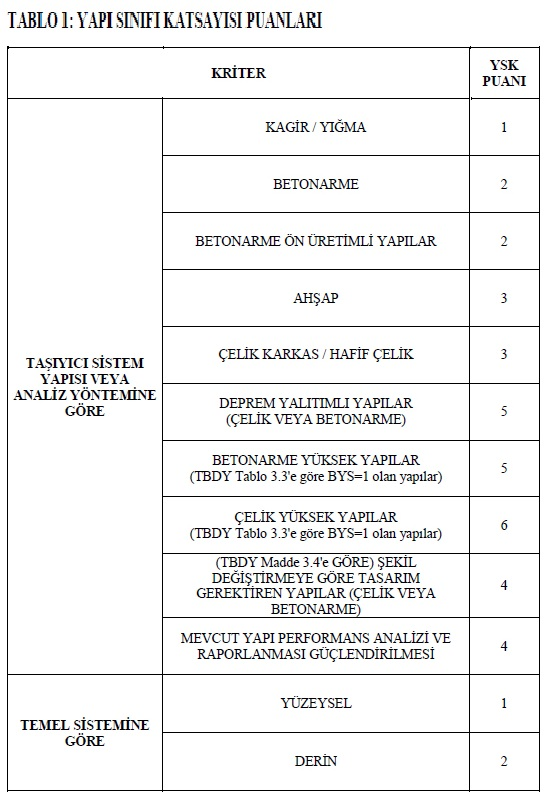 TABLO 1: YAPI SINIFI KATSAYISI PUANLARI
KRİTER
YSK
PUANI
TAŞIYICI SİSTEM
YAPISI VEYA
ANALİZ YÖNTEMİNE
GÖRE
KAGİR / YIĞMA
1
BETONARME
2
BETONARME ÖN ÜRETİMLİ YAPILAR
2
AHŞAP
3
ÇELİK KARKAS / HAFİF ÇELİK
3
DEPREM YALITIMLI YAPILAR
(ÇELİK VEYA BETONARME)
5
BETONARME YÜKSEK YAPILAR
(TBDY Tablo 3.3'e göre BYS=1 olan yapılar)
5
ÇELİK YÜKSEK YAPILAR
(TBDY Tablo 3.3'e göre BYS=1 olan yapılar)
6
(TBDY Madde 3.4'e GÖRE) ŞEKİL
DEĞİŞTİRMEYE GÖRE TASARIM
GEREKTİREN YAPILAR (ÇELİK VEYA
BETONARME)
4
MEVCUT YAPI PERFORMANS ANALİZİ VE
RAPORLANMASI GÜÇLENDİRİLMESİ
4
TEMEL SİSTEMİNE
GÖRE
YÜZEYSEL
1
DERİN
2